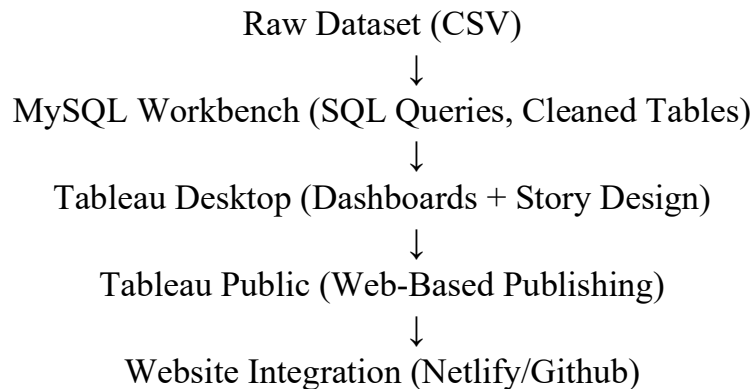 Raw Dataset (CSV)
↓
MySQL Workbench (SQL Queries, Cleaned Tables)
↓
Tableau Desktop (Dashboards + Story Design)
↓
Tableau Public (Web-Based Publishing)
↓
Website Integration (Netlify/Github)